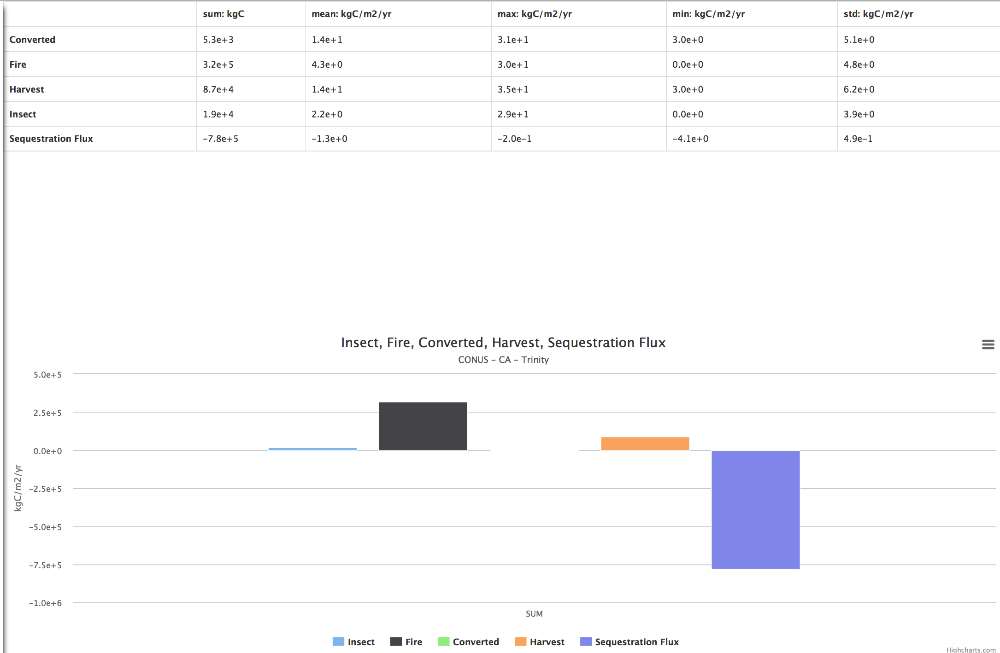 sum: kgC mean: kgC/m2/yr max: kgC/m2/yr min: kgC/m2/yr std: kgC/m2/yr
Converted 5.3e+3 1.4e+1 3.1e+1 3.0e+0 5.1e+0
Fire 3.2e+5 4.3e+0 3.0e+1 0.0e+0 4.8e+0
Harvest 8.7e+4 1.4e+1 3.5e+1 3.0e+0 6.2e+0
Insect 1.9e+4 2.2e+0 2.9e+1 0.0e+0 3.9e+0
Sequestration Flux −7.8e+5 −1.3e+0 −2.0e−1 −4.1e+0 4.9e−1
Insect, Fire, Converted, Harvest, Sequestration Flux
CONUS – CA – Trinity
5.0e+5
2.5e+5
0.0e+0
−2.5e+5
−5.0e+5
−7.5e+5
−1.0e+6
kgC/m2/yr
SUM
Insect Fire Converted Harvest Sequestration Flux
Highcharts.com